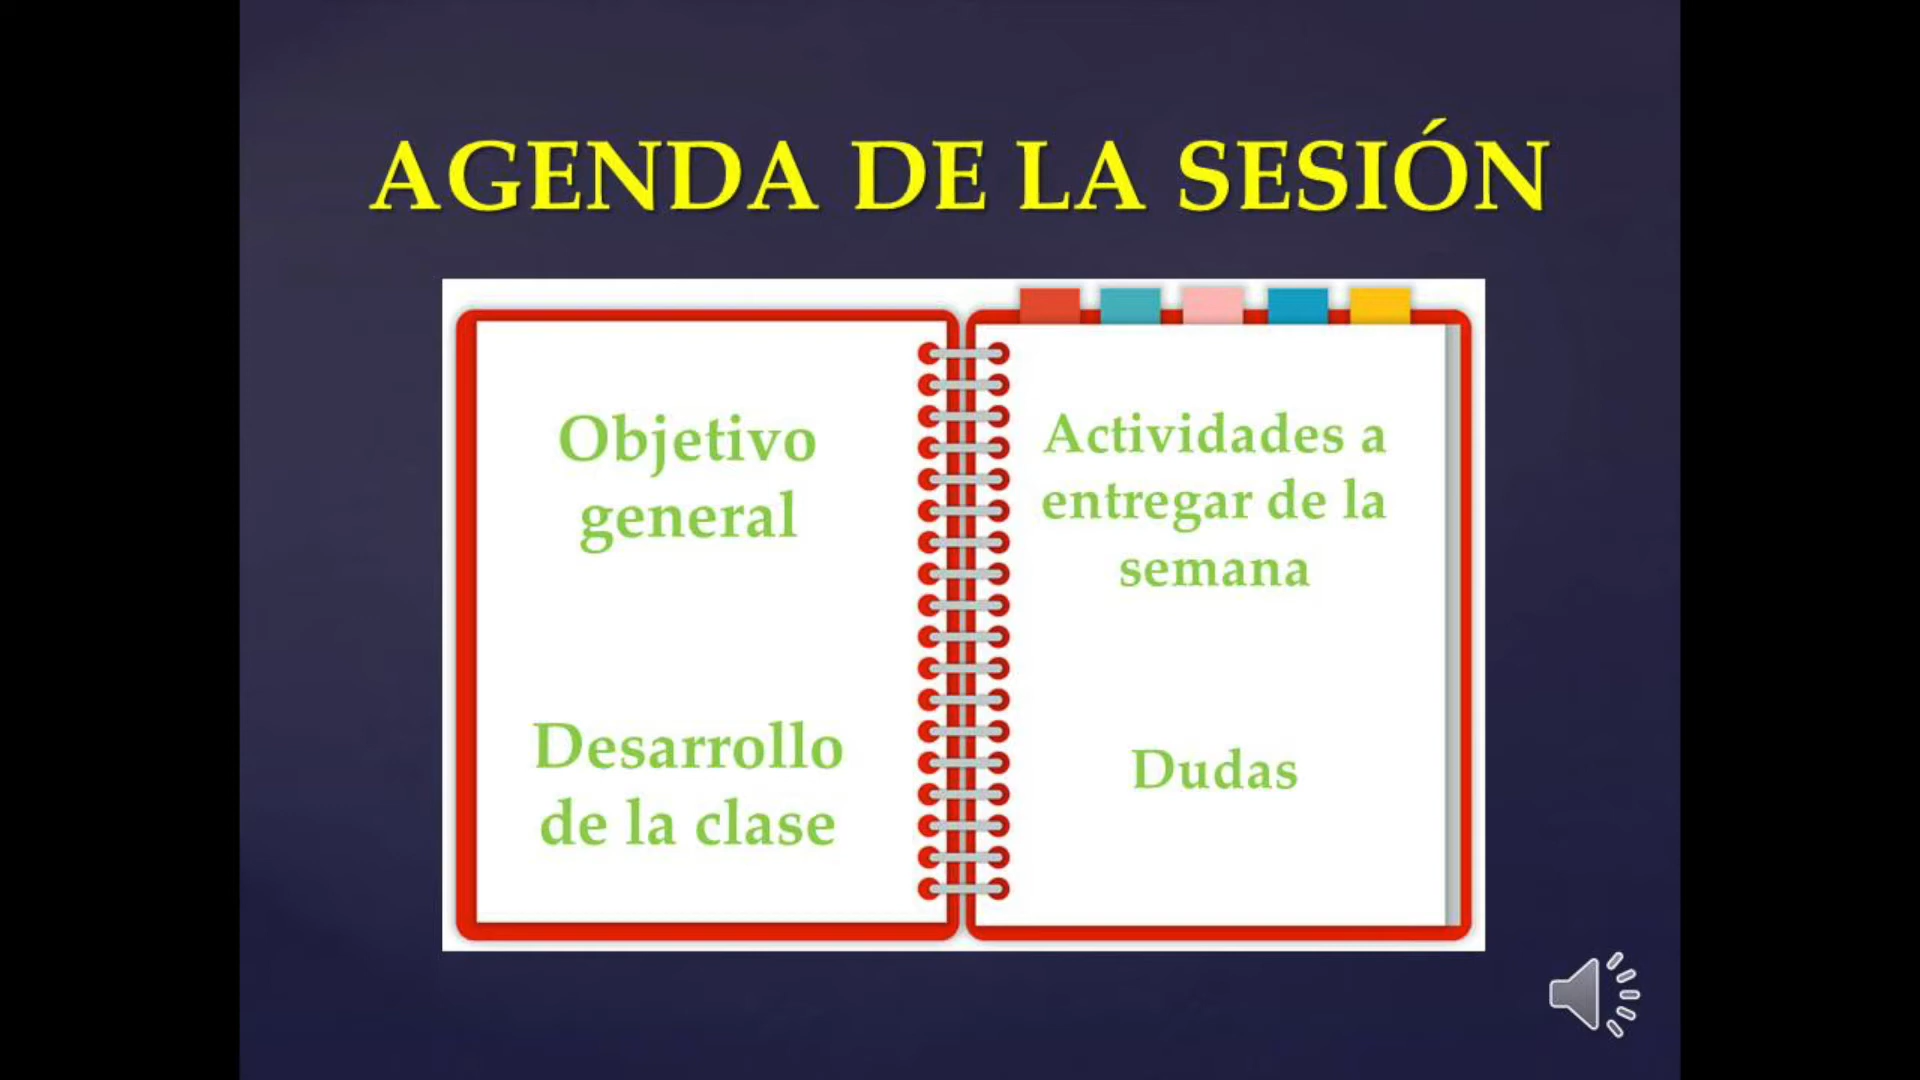 AGENDA DE LA SESIÓN
Objetivo
general
Desarrollo
de la clase
Actividades a
entregar de la
semana
Dudas